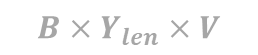 B × Y_len × V